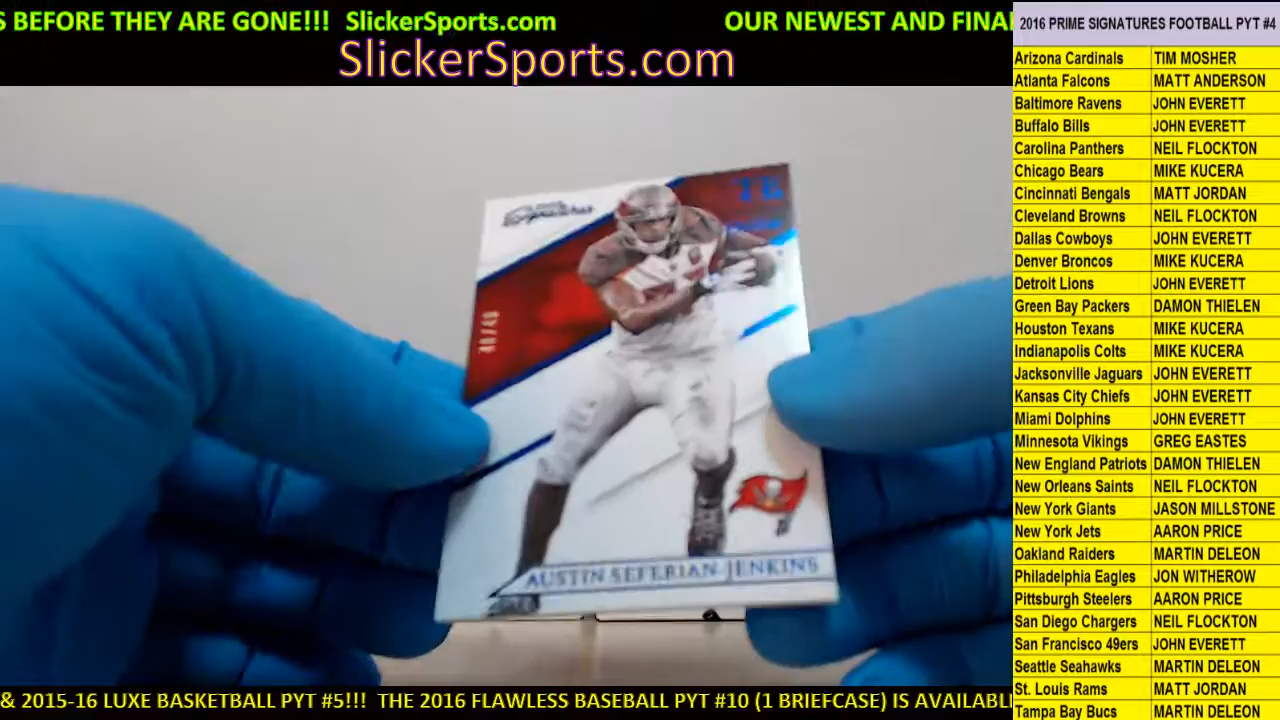 S BEFORE THEY ARE GONE!!! SlickerSports.com OUR NEWEST AND FINA
SlickerSports.com
TE
Signatures
49/49
AUSTIN SEFERIAN-JENKINS
& 2015-16 LUXE BASKETBALL PYT #5!!! THE 2016 FLAWLESS BASEBALL PYT #10 (1 BRIEFCASE) IS AVAILABL
2016 PRIME SIGNATURES FOOTBALL PYT #4
Arizona Cardinals TIM MOSHER
Atlanta Falcons MATT ANDERSON
Baltimore Ravens JOHN EVERETT
Buffalo Bills JOHN EVERETT
Carolina Panthers NEIL FLOCKTON
Chicago Bears MIKE KUCERA
Cincinnati Bengals MATT JORDAN
Cleveland Browns NEIL FLOCKTON
Dallas Cowboys JOHN EVERETT
Denver Broncos MIKE KUCERA
Detroit LIons JOHN EVERETT
Green Bay Packers DAMON THIELEN
Houston Texans MIKE KUCERA
Indianapolis Colts MIKE KUCERA
Jacksonville Jaguars JOHN EVERETT
Kansas City Chiefs JOHN EVERETT
Miami Dolphins JOHN EVERETT
Minnesota Vikings GREG EASTES
New England Patriots DAMON THIELEN
New Orleans Saints NEIL FLOCKTON
New York Giants JASON MILLSTONE
New York Jets AARON PRICE
Oakland Raiders MARTIN DELEON
Philadelphia Eagles JON WITHEROW
Pittsburgh Steelers AARON PRICE
San Diego Chargers NEIL FLOCKTON
San Francisco 49ers JOHN EVERETT
Seattle Seahawks MARTIN DELEON
St. Louis Rams MATT JORDAN
Tampa Bay Bucs MARTIN DELEON